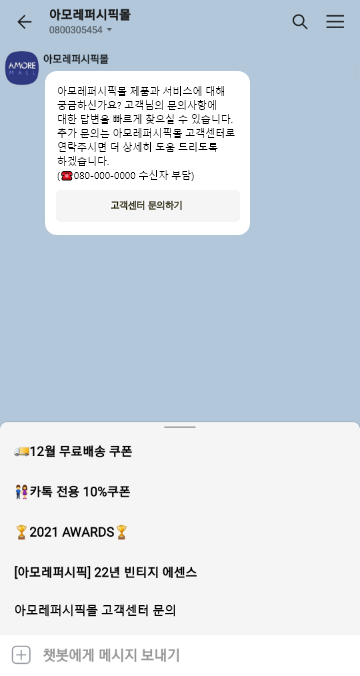 아모레퍼시픽몰
0800305454
아모레퍼시픽몰
AMORE
MALL
아모레퍼시픽몰 제품과 서비스에 대해
궁금하신가요? 고객님의 문의사항에
대한 답변을 빠르게 찾으실 수 있습니다.
추가 문의는 아모레퍼시픽몰 고객센터로
연락주시면 더 상세히 도움 드리도록
하겠습니다.
(☎️080-000-0000 수신자 부담)
고객센터 문의하기
🚚12월 무료배송 쿠폰
👫카톡 전용 10%쿠폰
🏆2021 AWARDS🏆
[아모레퍼시픽] 22년 빈티지 에센스
아모레퍼시픽몰 고객센터 문의
챗봇에게 메시지 보내기